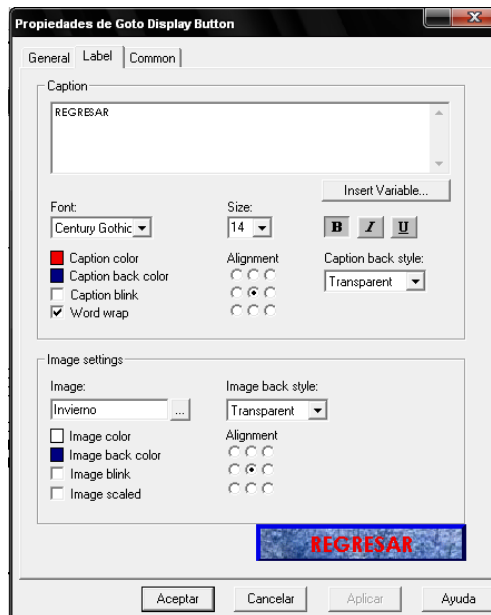 Propiedades de Goto Display Button
General Label Common
Caption
REGRESAR
Insert Variable...
Font: Size:
Century Gothic 14 B I U
Caption color Alignment Caption back style:
Caption back color Transparent
Caption blink
Word wrap
Image settings
Image: Image back style:
Invierno ... Transparent
Image color Alignment
Image back color
Image blink
Image scaled
REGRESAR
Aceptar Cancelar Aplicar Ayuda